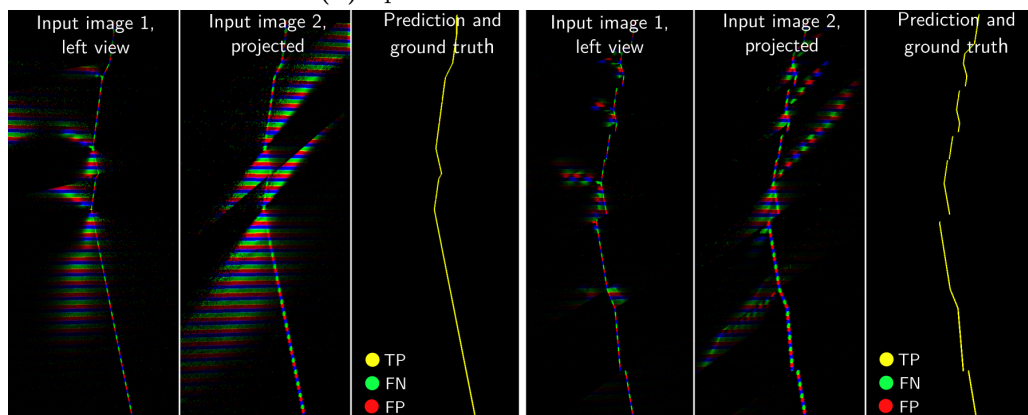 Input image 1,
left view
Input image 2,
projected
Prediction and
ground truth
TP
FN
FP
Input image 1,
left view
Input image 2,
projected
Prediction and
ground truth
TP
FN
FP